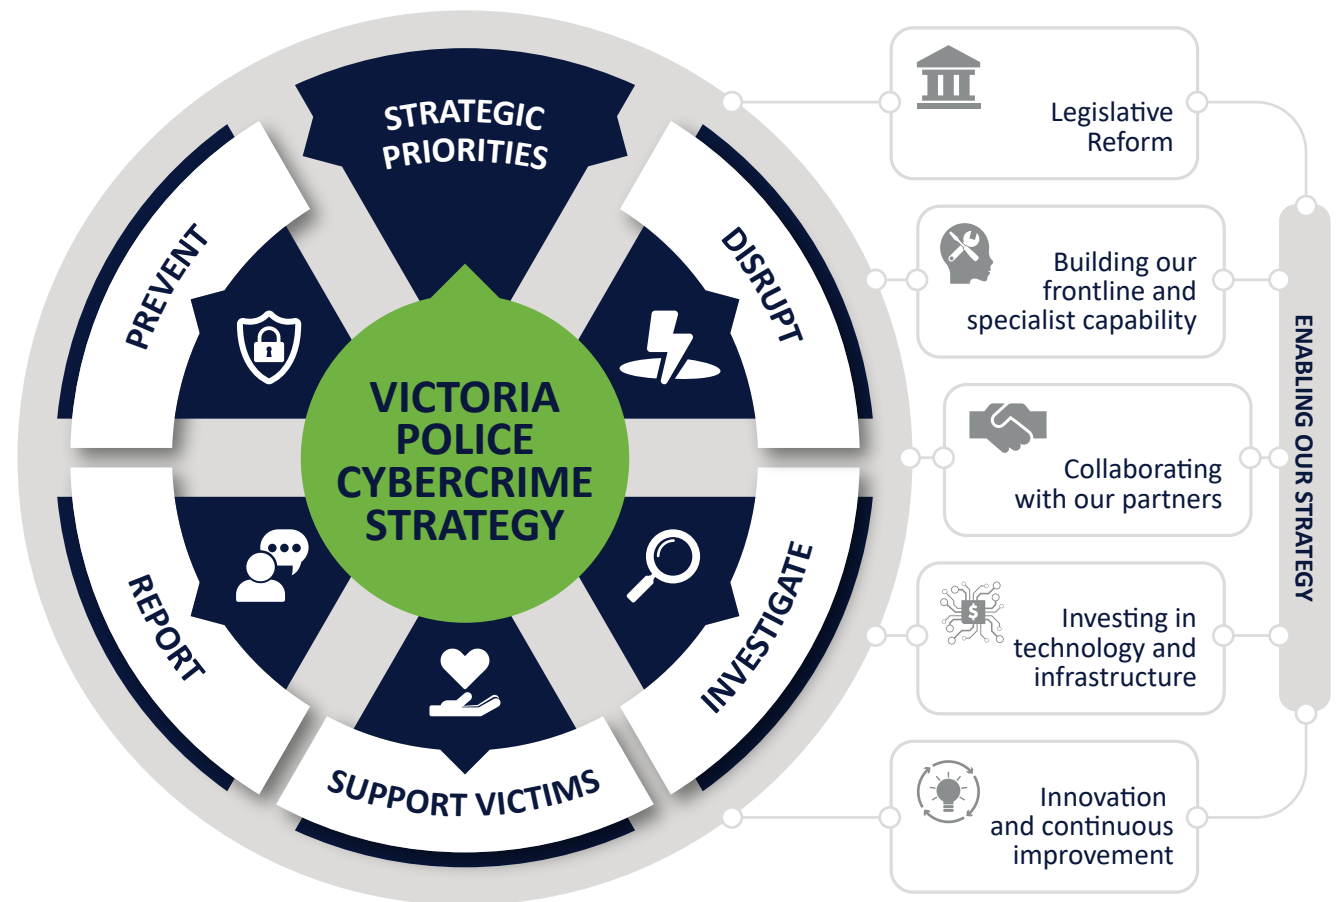 STRATEGIC
PRIORITIES
PREVENT
DISRUPT
VICTORIA
POLICE
CYBERCRIME
STRATEGY
REPORT
INVESTIGATE
SUPPORT VICTIMS
Legislative
Reform
Building our
frontline and
specialist capability
Collaborating
with our partners
$
Investing in
technology and
infrastructure
Innovation
and continuous
improvement
ENABLING OUR STRATEGY